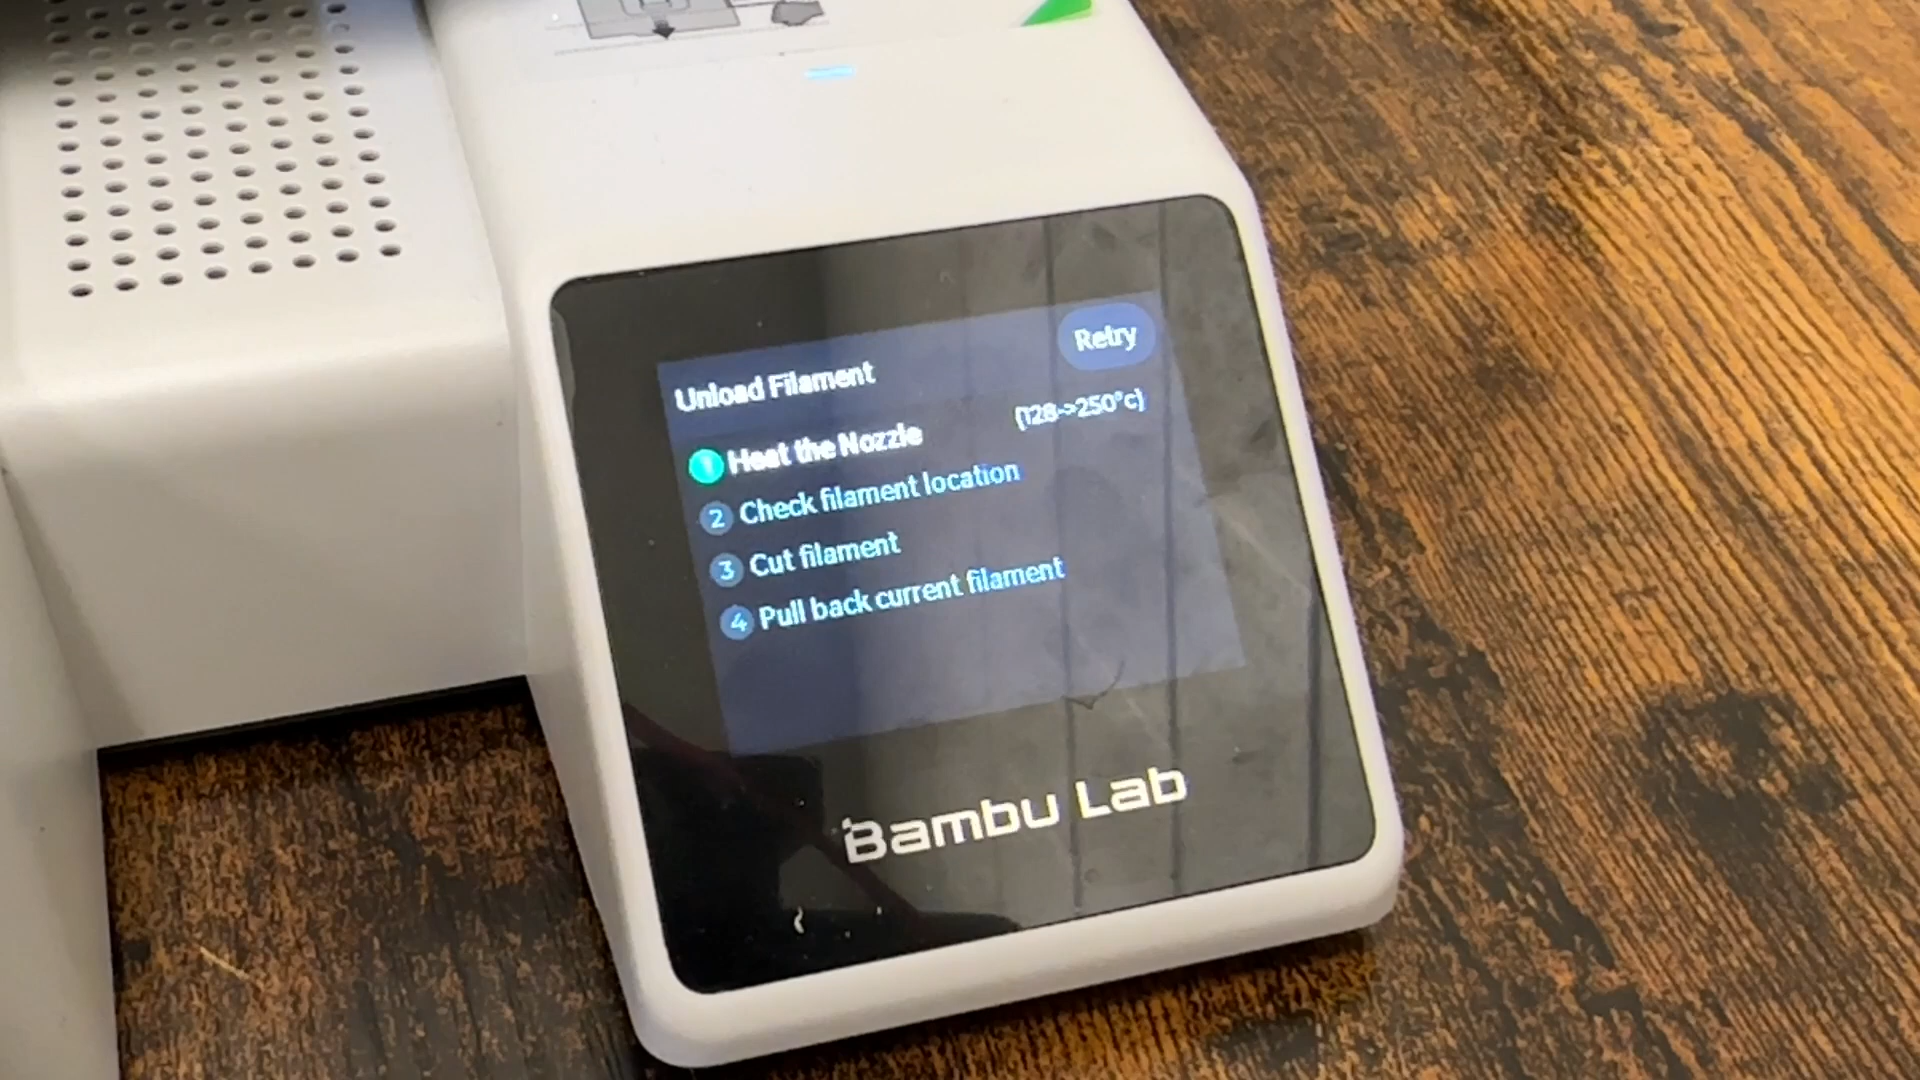 Retry
Unload Filament
1 Heat the Nozzle (128->250°c)
2 Check filament location
3 Cut filament
4 Pull back current filament
Bambu Lab